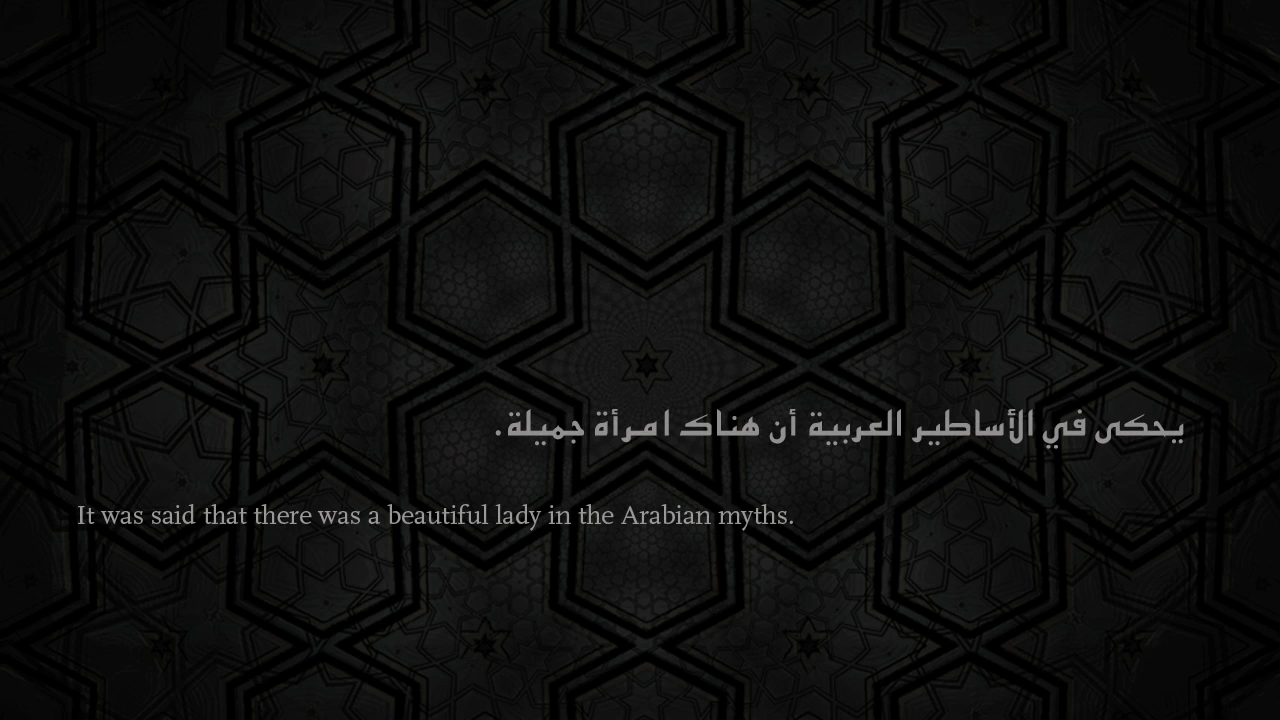 يحكى في الأساطير العربية أن هناك امرأة جميلة.
It was said that there was a beautiful lady in the Arabian myths.